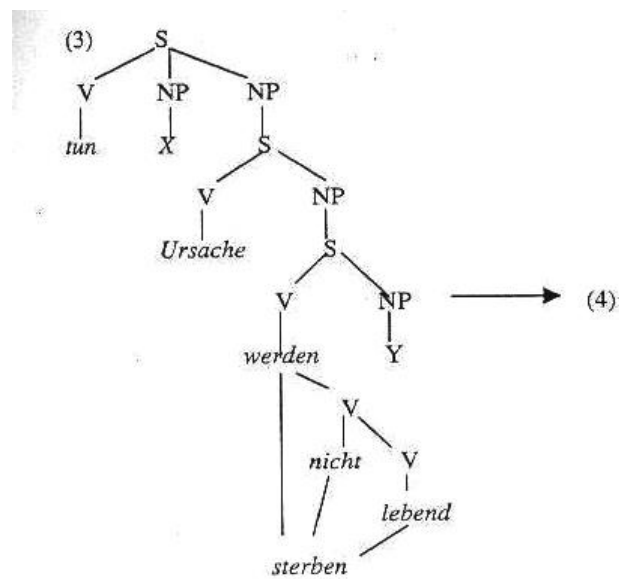 (3) S
V NP NP
tun X S
V NP
Ursache S
V NP (4)
werden Y
V
nicht V
lebend
sterben